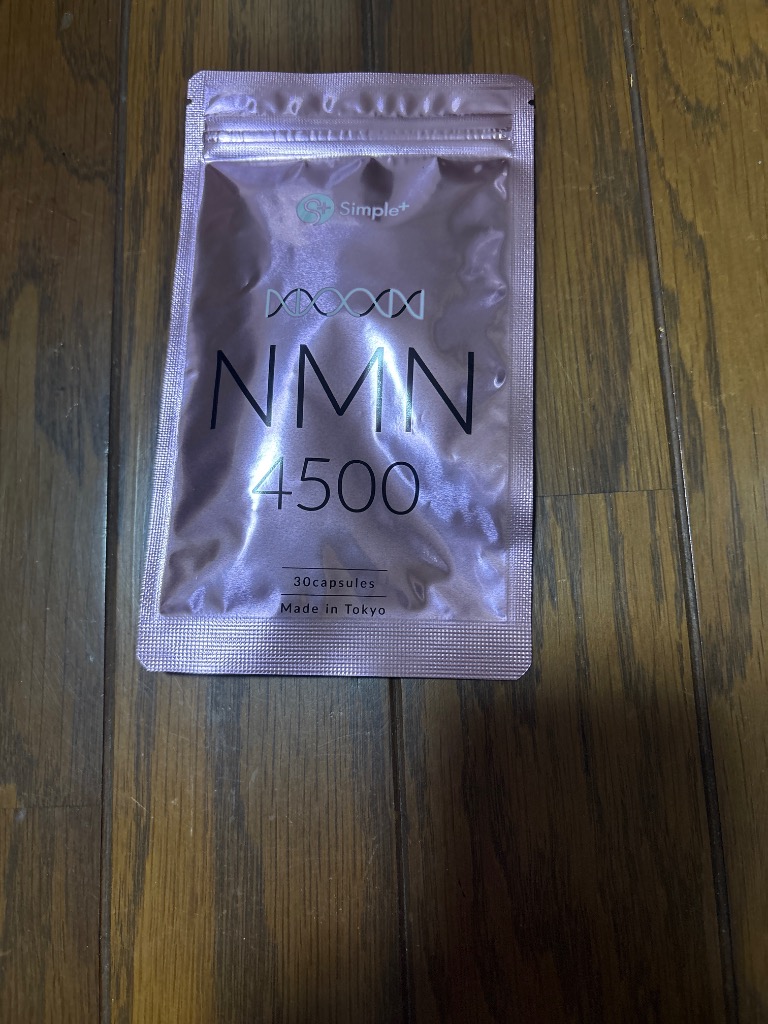 Simple+
NMN
4500
30capsules
Made in Tokyo